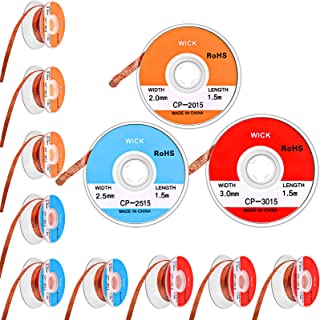 WICK
RoHS
WIDTH LENGTH
2.0mm 1.5m
CP-2015
MADE IN CHINA
WICK
RoHS
WIDTH LENGTH
2.5mm 1.5m
CP-2515
MADE IN CHINA
WICK
RoHS
WIDTH LENGTH
3.0mm 1.5m
CP-3015
MADE IN CHINA